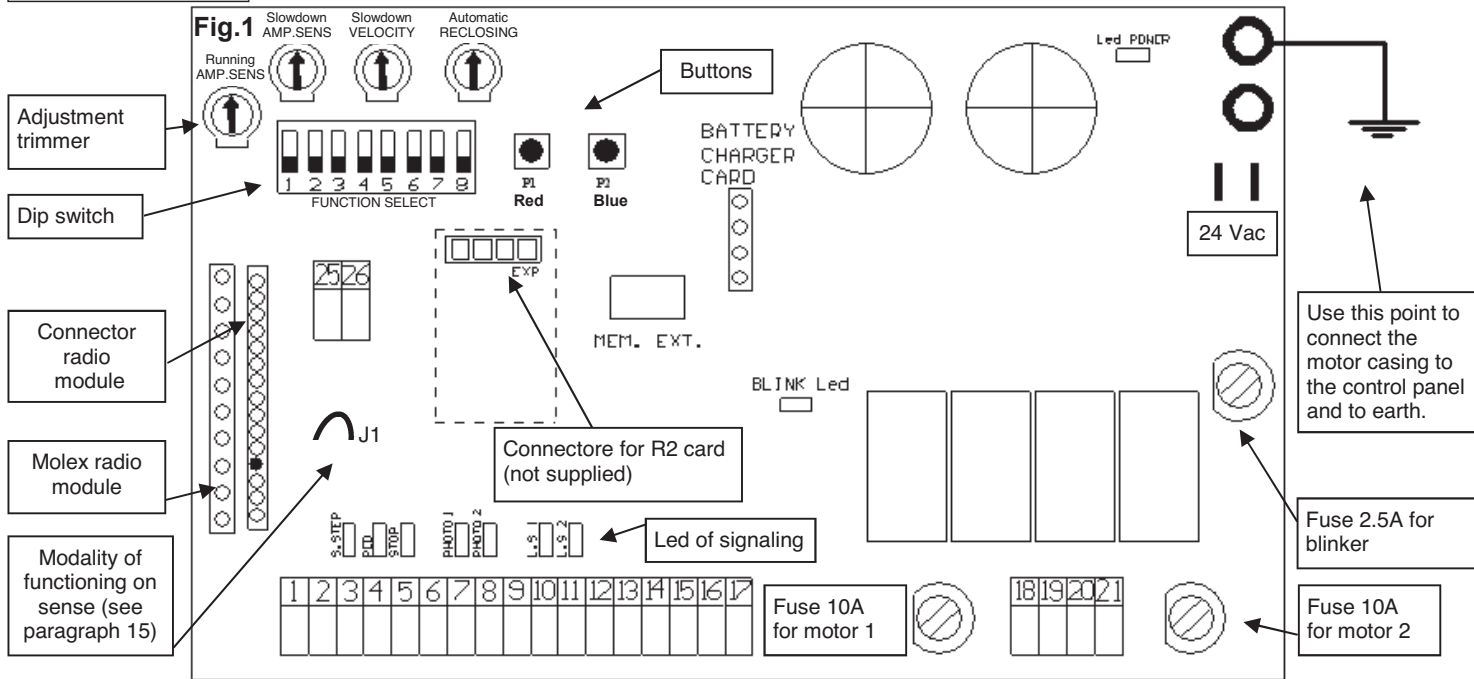 Fig.1
Slowdown
AMP.SENS
Slowdown
VELOCITY
Automatic
RECLOSING
Running
AMP.SENS
Led POWER
Buttons
Adjustment
trimmer
BATTERY
CHARGER
CARD
1 2 3 4 5 6 7 8
FUNCTION SELECT
P1
Red
P2
Blue
Dip switch
24 Vac
25 26
EXP
MEM. EXT.
Connector
radio
module
Use this point to
connect the
motor casing to
the control panel
and to earth.
BLINK Led
J1
Connectore for R2 card
(not supplied)
Molex radio
module
Fuse 2.5A for
blinker
S.STEP
PED
STOP
PHOTO 1
PHOTO 2
L.S 1
L.S 2
Led of signaling
Modality of
functioning on
sense (see
paragraph 15)
1 2 3 4 5 6 7 8 9 10 11 12 13 14 15 16 17
Fuse 10A
for motor 1
18 19 20 21
Fuse 10A
for motor 2